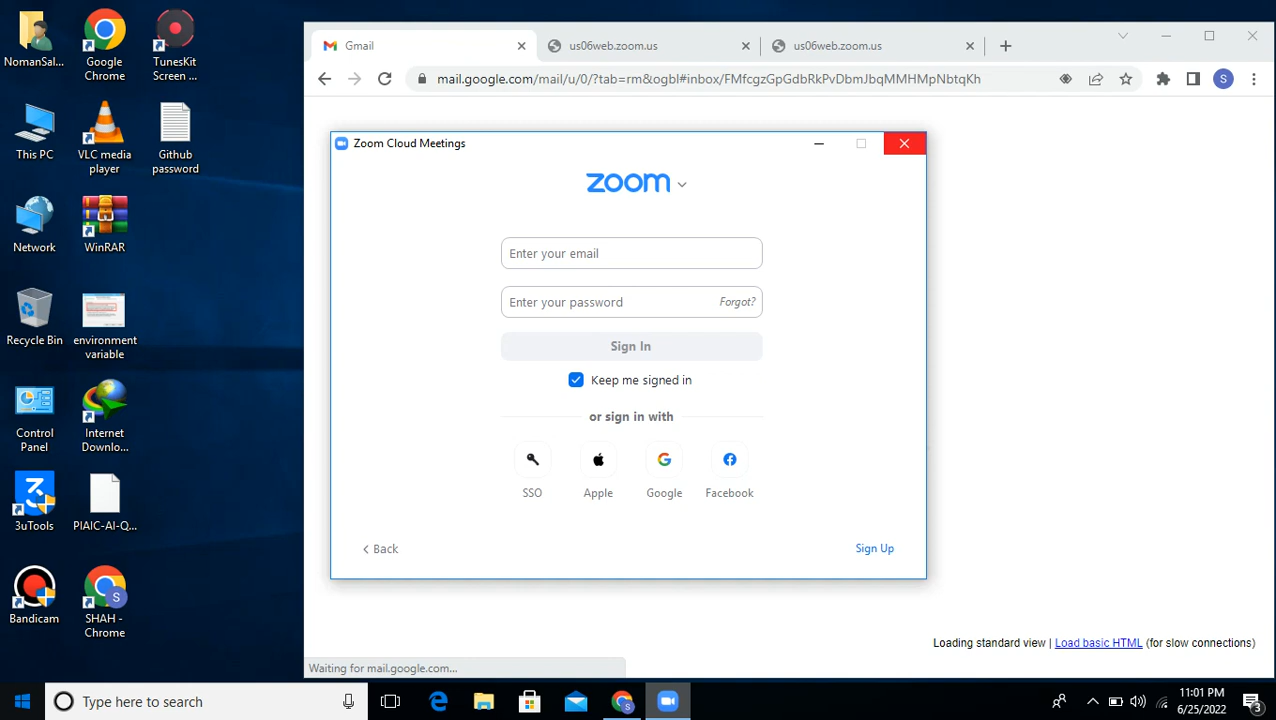 NomanSal...
Google
Chrome
TunesKit
Screen ...
This PC
VLC media
player
Github
password
Network
WinRAR
Recycle Bin
environment
variable
Control
Panel
Internet
Downlo...
3uTools
PIAIC-AI-Q...
Bandicam
S
SHAH -
Chrome
Gmail
us06web.zoom.us
us06web.zoom.us
mail.google.com/mail/u/0/?tab=rm&ogbl#inbox/FMfcgzGpGdbRkPvDbmJbqMMHMpNbtqKh
S
Zoom Cloud Meetings
zoom
Enter your email
Enter your password
Forgot?
Sign In
Keep me signed in
or sign in with
SSO
Apple
Google
Facebook
Back
Sign Up
Loading standard view | Load basic HTML (for slow connections)
Waiting for mail.google.com...
Type here to search
S
11:01 PM
6/25/2022
3